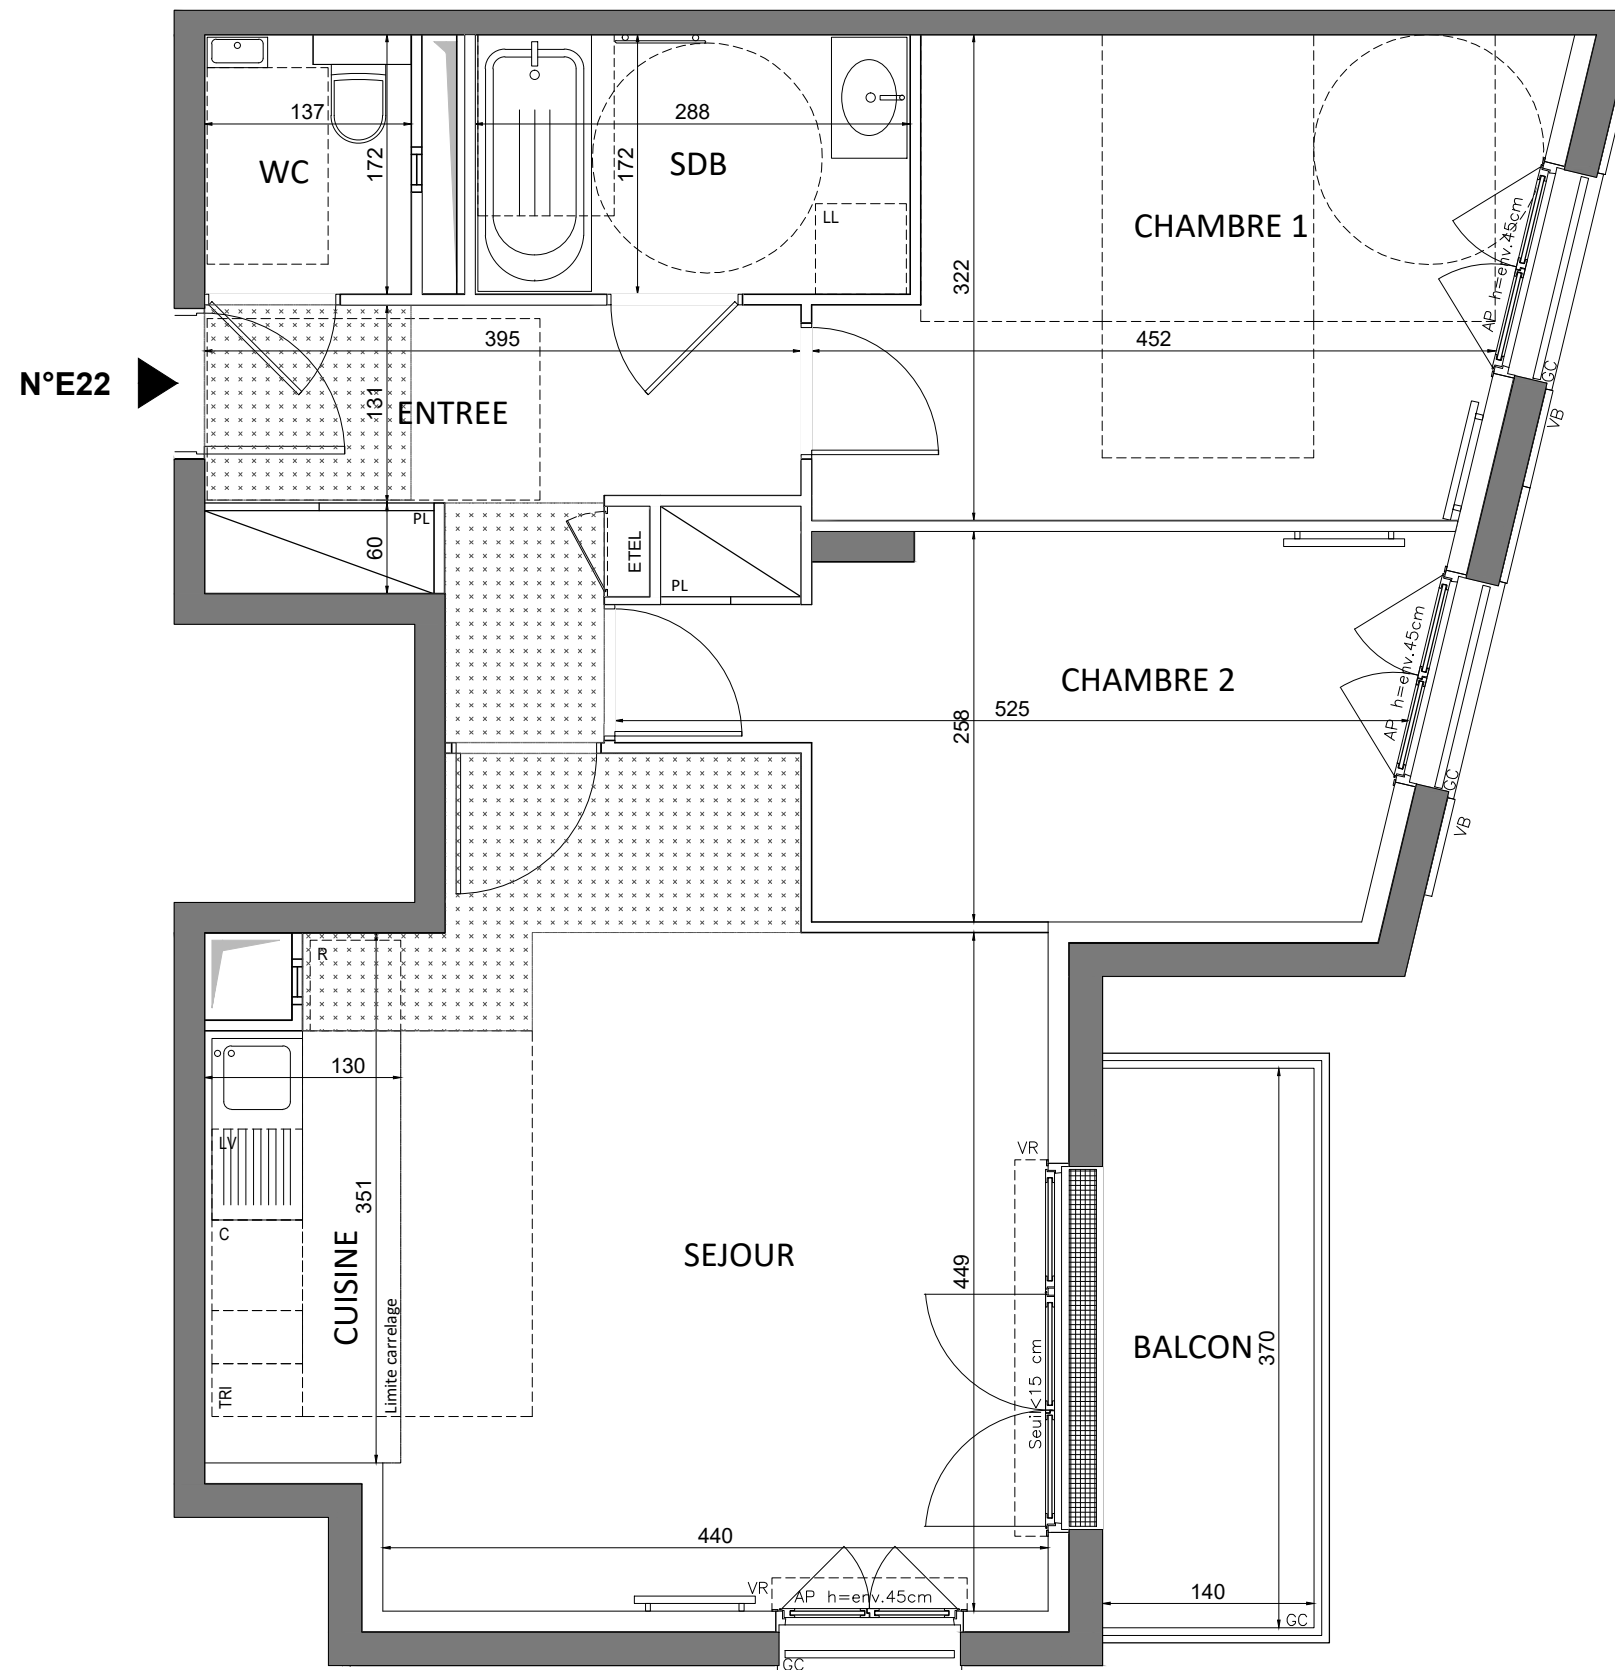 137
172
WC
288
172
SDB
LL
CHAMBRE 1
322
AP h=env.45cm
GC
VB
395
452
N°E22
131
ENTREE
PL
60
ETEL
PL
CHAMBRE 2
525
258
AP h=env.45cm
GC
VB
R
130
LV
351
C
CUISINE
TRI
Limite carrelage
SEJOUR
449
VR
Seuil<15 cm
BALCON
370
440
VR
AP h=env.45cm
GC
140
GC